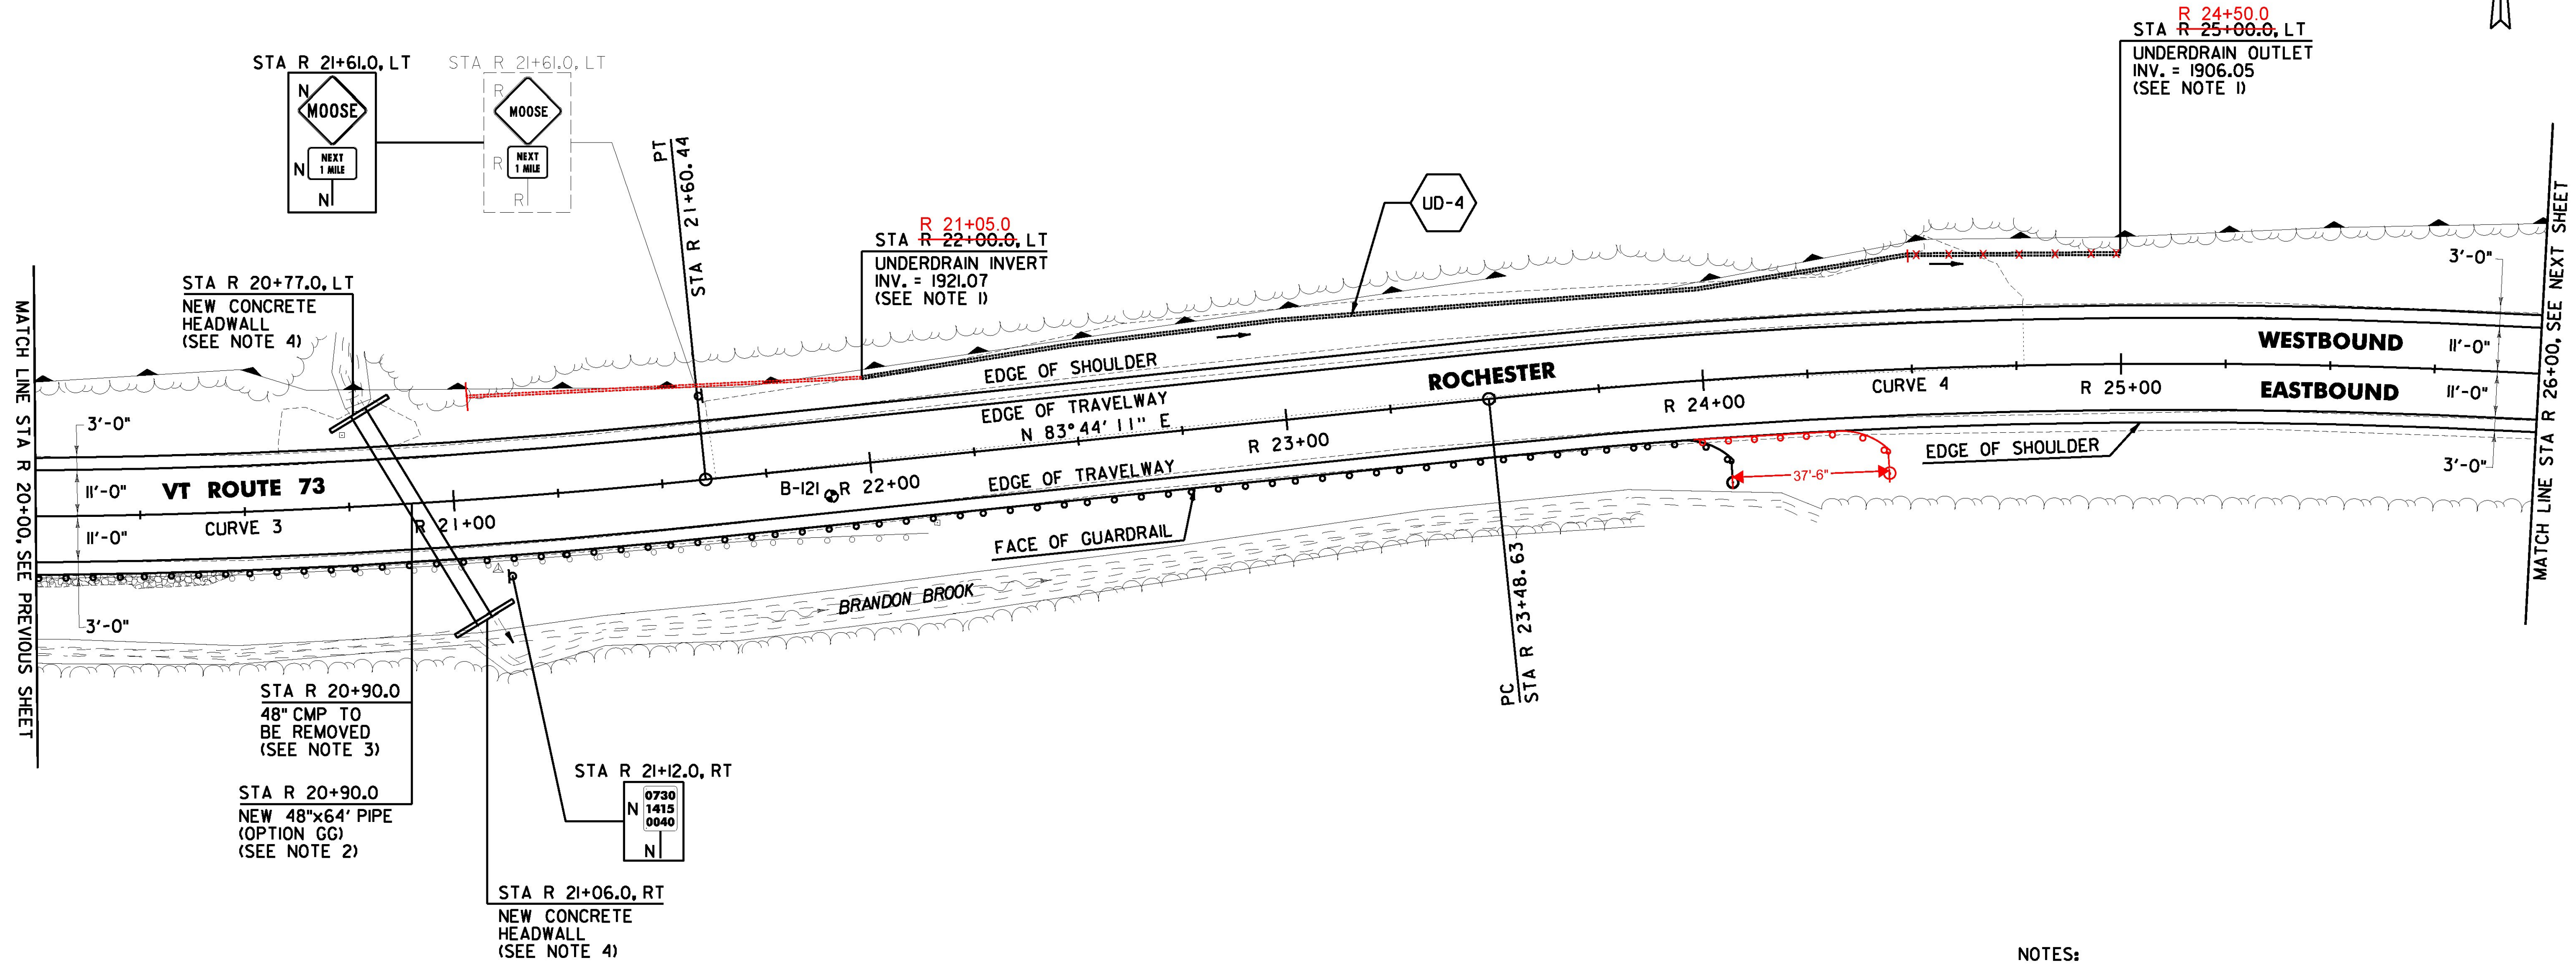 R 24+50.0
STA R 25+00.0, LT
UNDERDRAIN OUTLET
INV. = 1906.05
(SEE NOTE 1)
STA R 21+61.0, LT
N
MOOSE
N
NEXT
1 MILE
N
STA R 21+61.0, LT
R
MOOSE
R
NEXT
1 MILE
R
PT
STA R 21+60.44
UD-4
R 21+05.0
STA R 22+00.0, LT
UNDERDRAIN INVERT
INV. = 1921.07
(SEE NOTE 1)
STA R 20+77.0, LT
NEW CONCRETE
HEADWALL
(SEE NOTE 4)
MATCH LINE STA R 20+00, SEE PREVIOUS SHEET
MATCH LINE STA R 26+00, SEE NEXT SHEET
3'-0"
11'-0"
11'-0"
3'-0"
3'-0"
11'-0"
11'-0"
3'-0"
WESTBOUND
EASTBOUND
EDGE OF SHOULDER
EDGE OF TRAVELWAY
N 83°44' 11" E
ROCHESTER
CURVE 4
R 25+00
R 24+00
R 23+00
R 22+00
B-121
R 21+00
VT ROUTE 73
CURVE 3
EDGE OF TRAVELWAY
FACE OF GUARDRAIL
37'-6"
EDGE OF SHOULDER
BRANDON BROOK
PC
STA R 23+48.63
STA R 20+90.0
48" CMP TO
BE REMOVED
(SEE NOTE 3)
STA R 20+90.0
NEW 48"x64' PIPE
(OPTION GG)
(SEE NOTE 2)
STA R 21+12.0, RT
N
0730
1415
0040
N
STA R 21+06.0, RT
NEW CONCRETE
HEADWALL
(SEE NOTE 4)
NOTES: